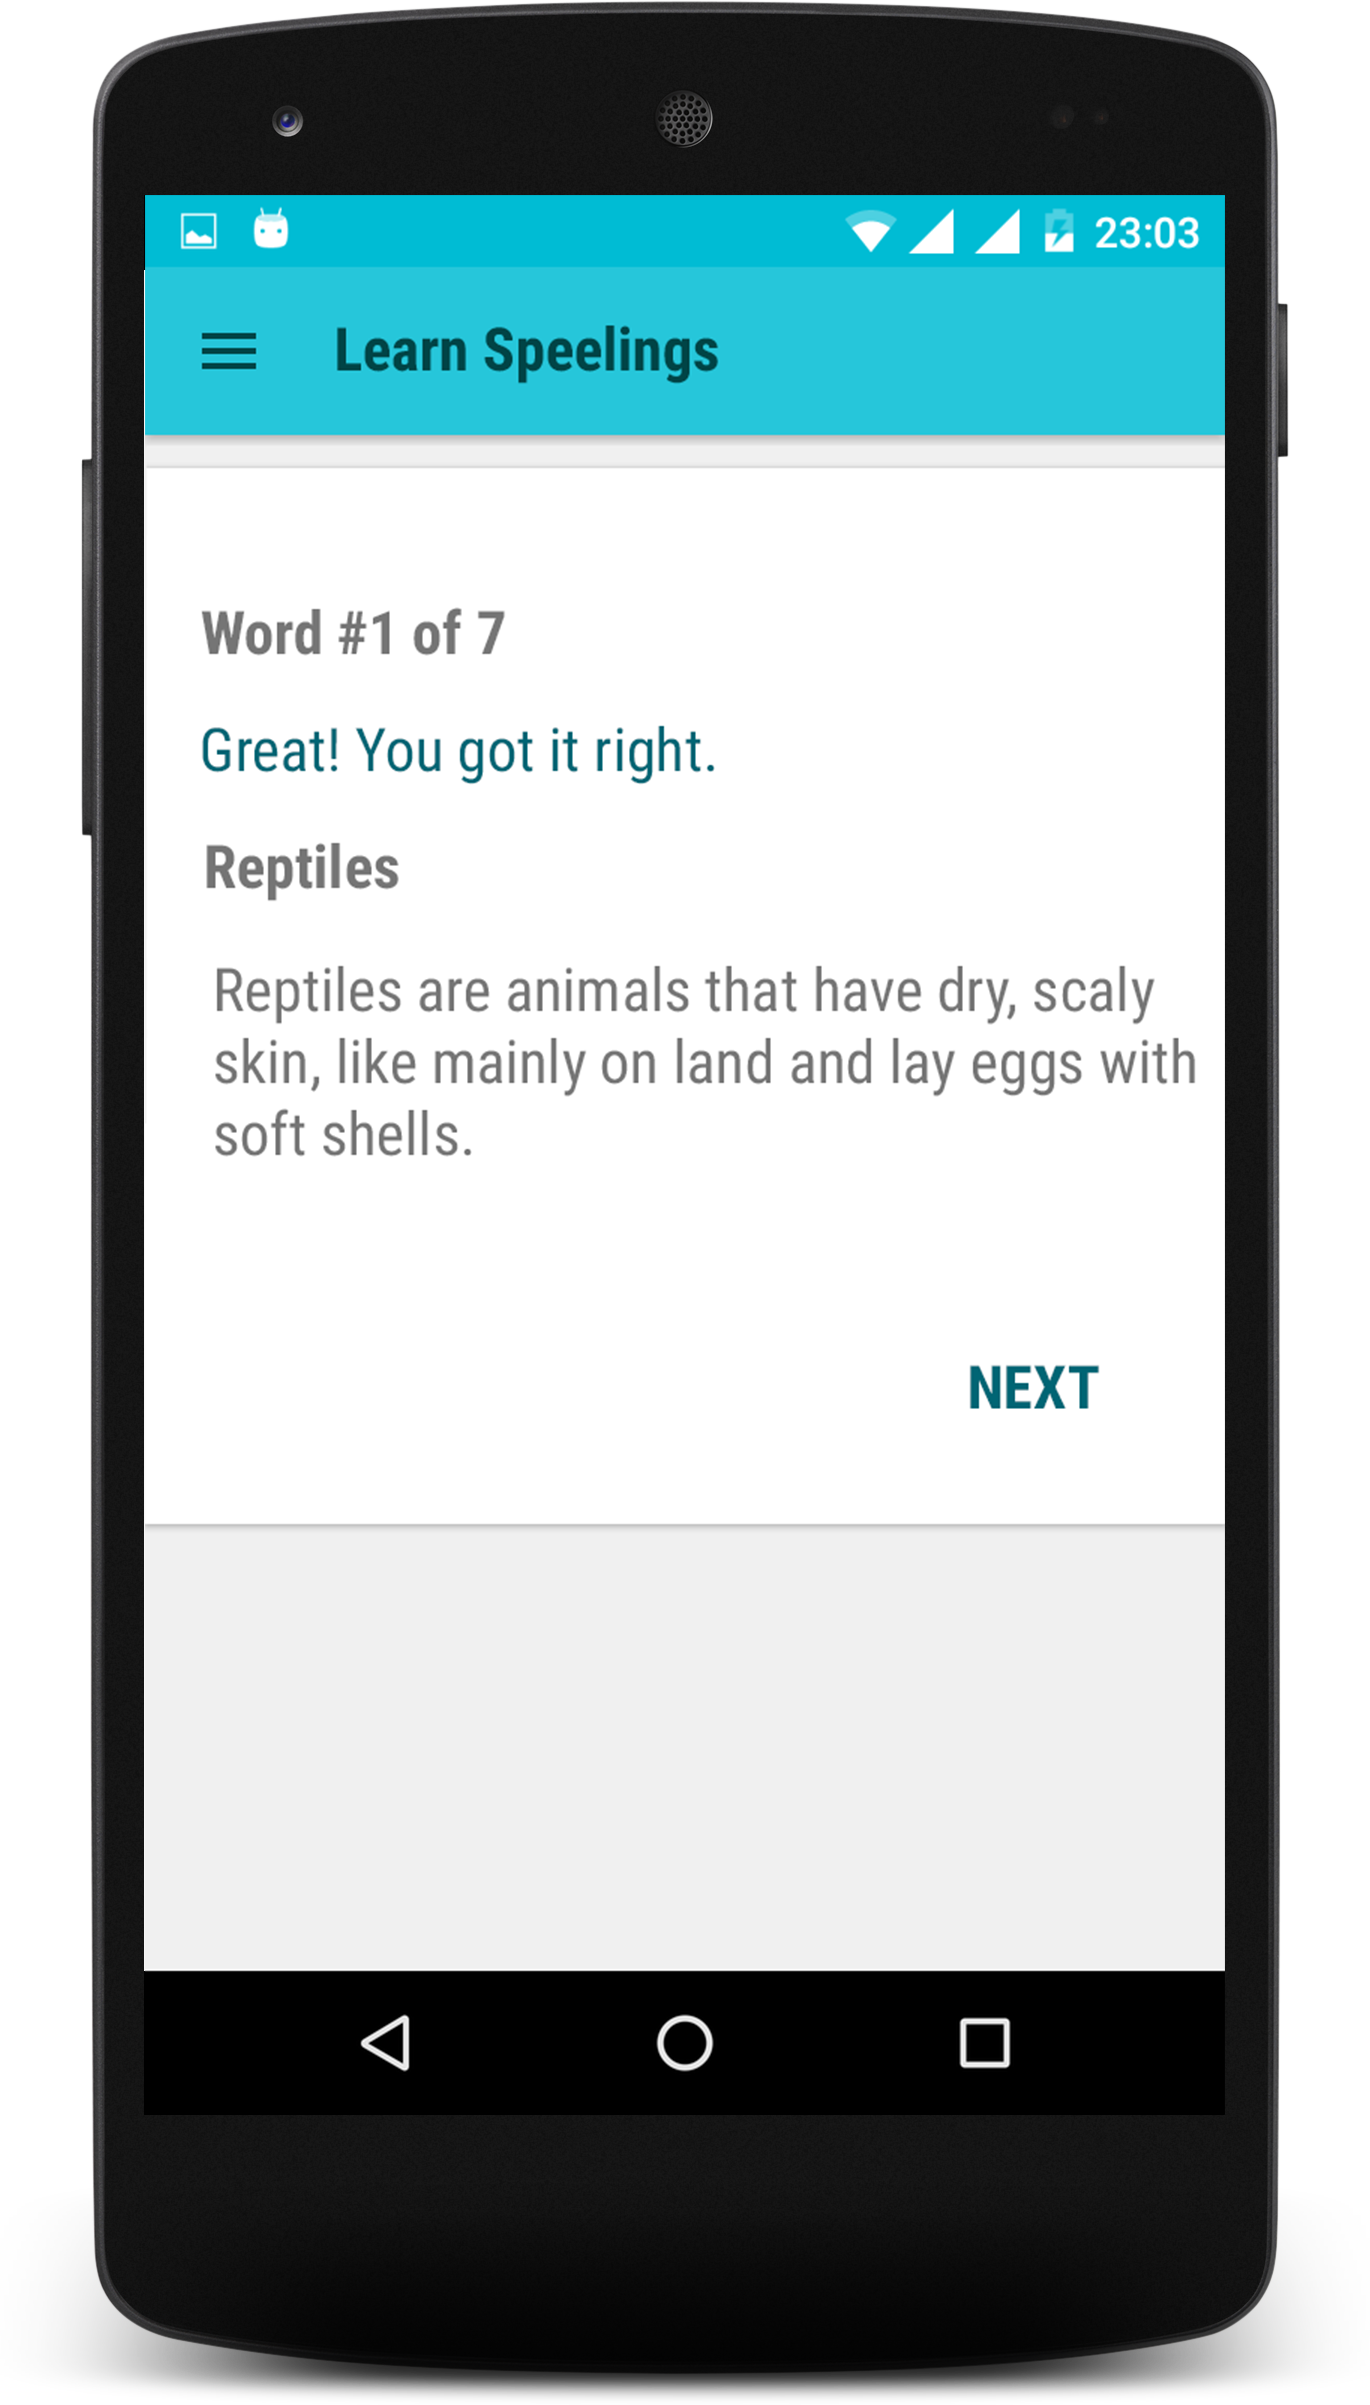 23:03
Learn Speelings
Word #1 of 7
Great! You got it right.
Reptiles
Reptiles are animals that have dry, scaly
skin, like mainly on land and lay eggs with
soft shells.
NEXT